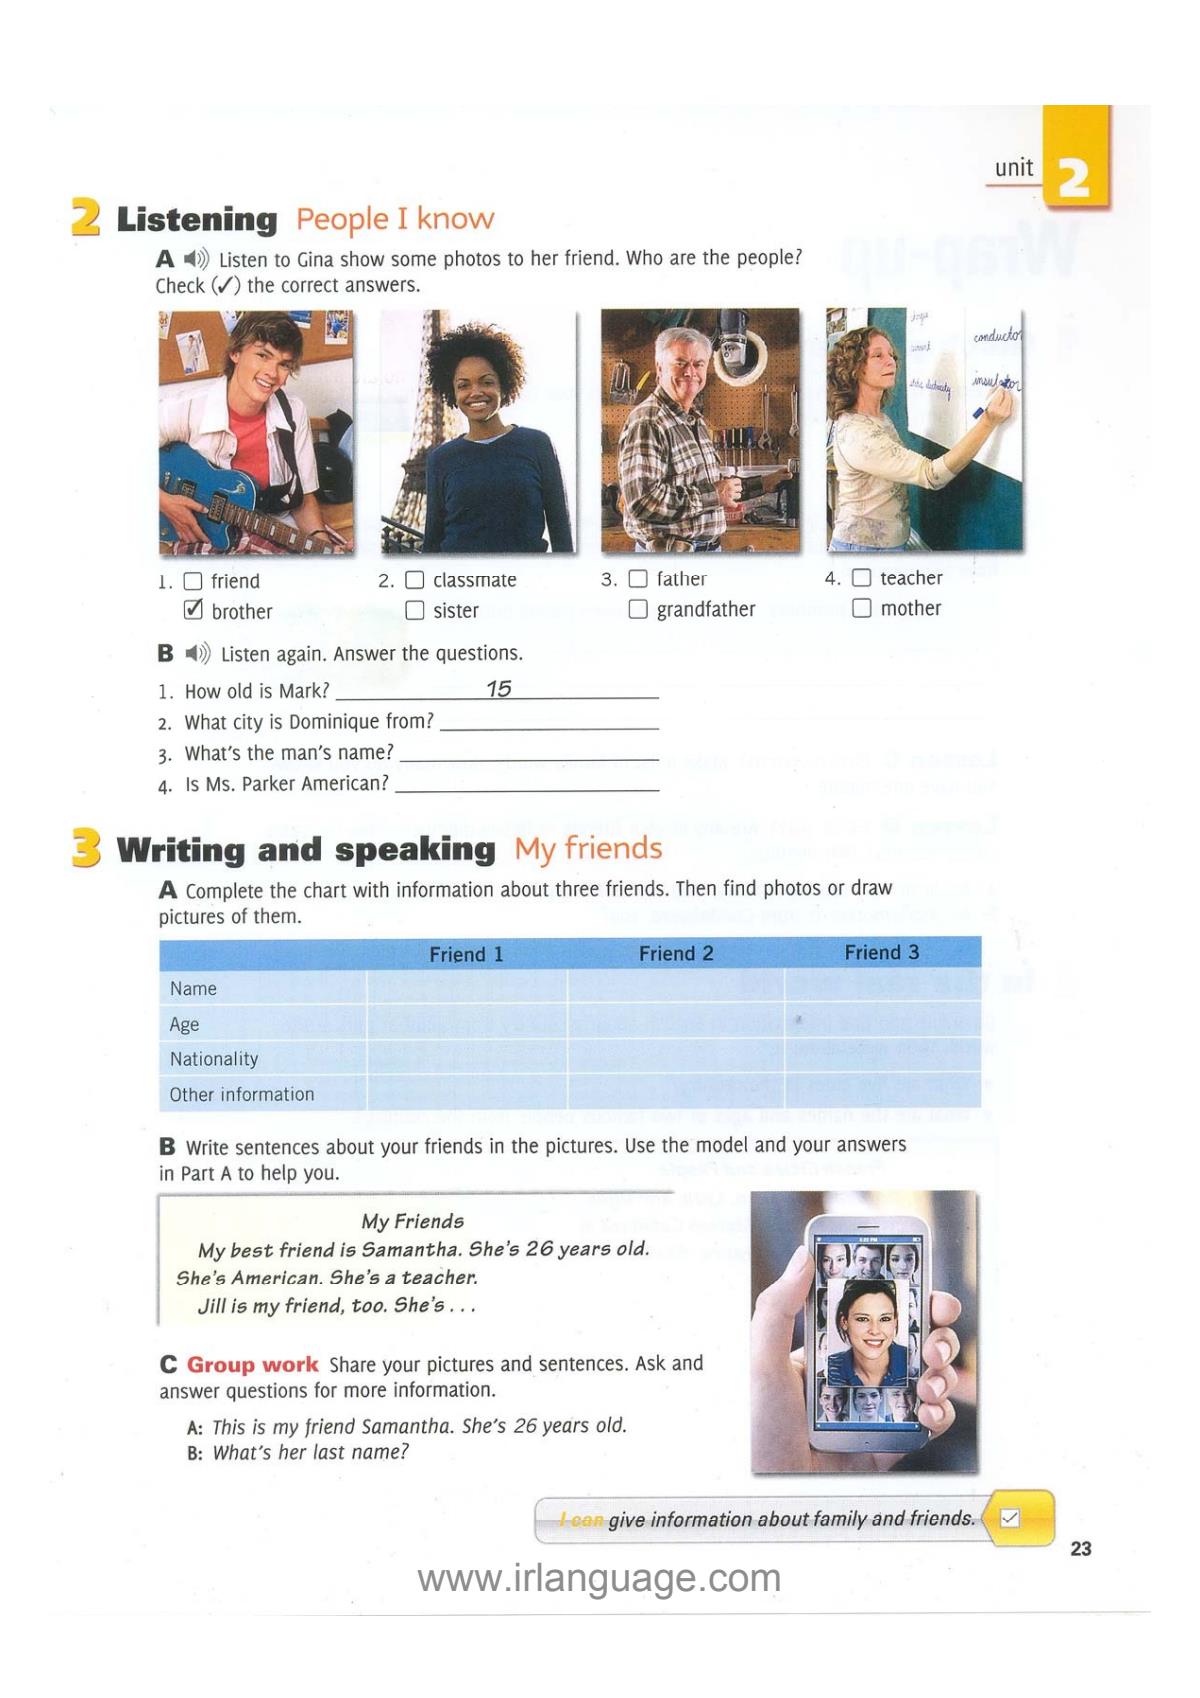 unit 2
2 Listening People I know
A Listen to Gina show some photos to her friend. Who are the people?
Check (✓) the correct answers.
conductor
insulator
1. friend
brother
2. classmate
sister
3. father
grandfather
4. teacher
mother
B Listen again. Answer the questions.
1. How old is Mark? 15
2. What city is Dominique from?
3. What's the man's name?
4. Is Ms. Parker American?
3 Writing and speaking My friends
A Complete the chart with information about three friends. Then find photos or draw
pictures of them.
Friend 1 Friend 2 Friend 3
Name
Age
Nationality
Other information
B Write sentences about your friends in the pictures. Use the model and your answers
in Part A to help you.
My Friends
My best friend is Samantha. She's 26 years old.
She's American. She's a teacher.
Jill is my friend, too. She's . . .
C Group work Share your pictures and sentences. Ask and
answer questions for more information.
A: This is my friend Samantha. She's 26 years old.
B: What's her last name?
I can give information about family and friends.
23
www.irlanguage.com